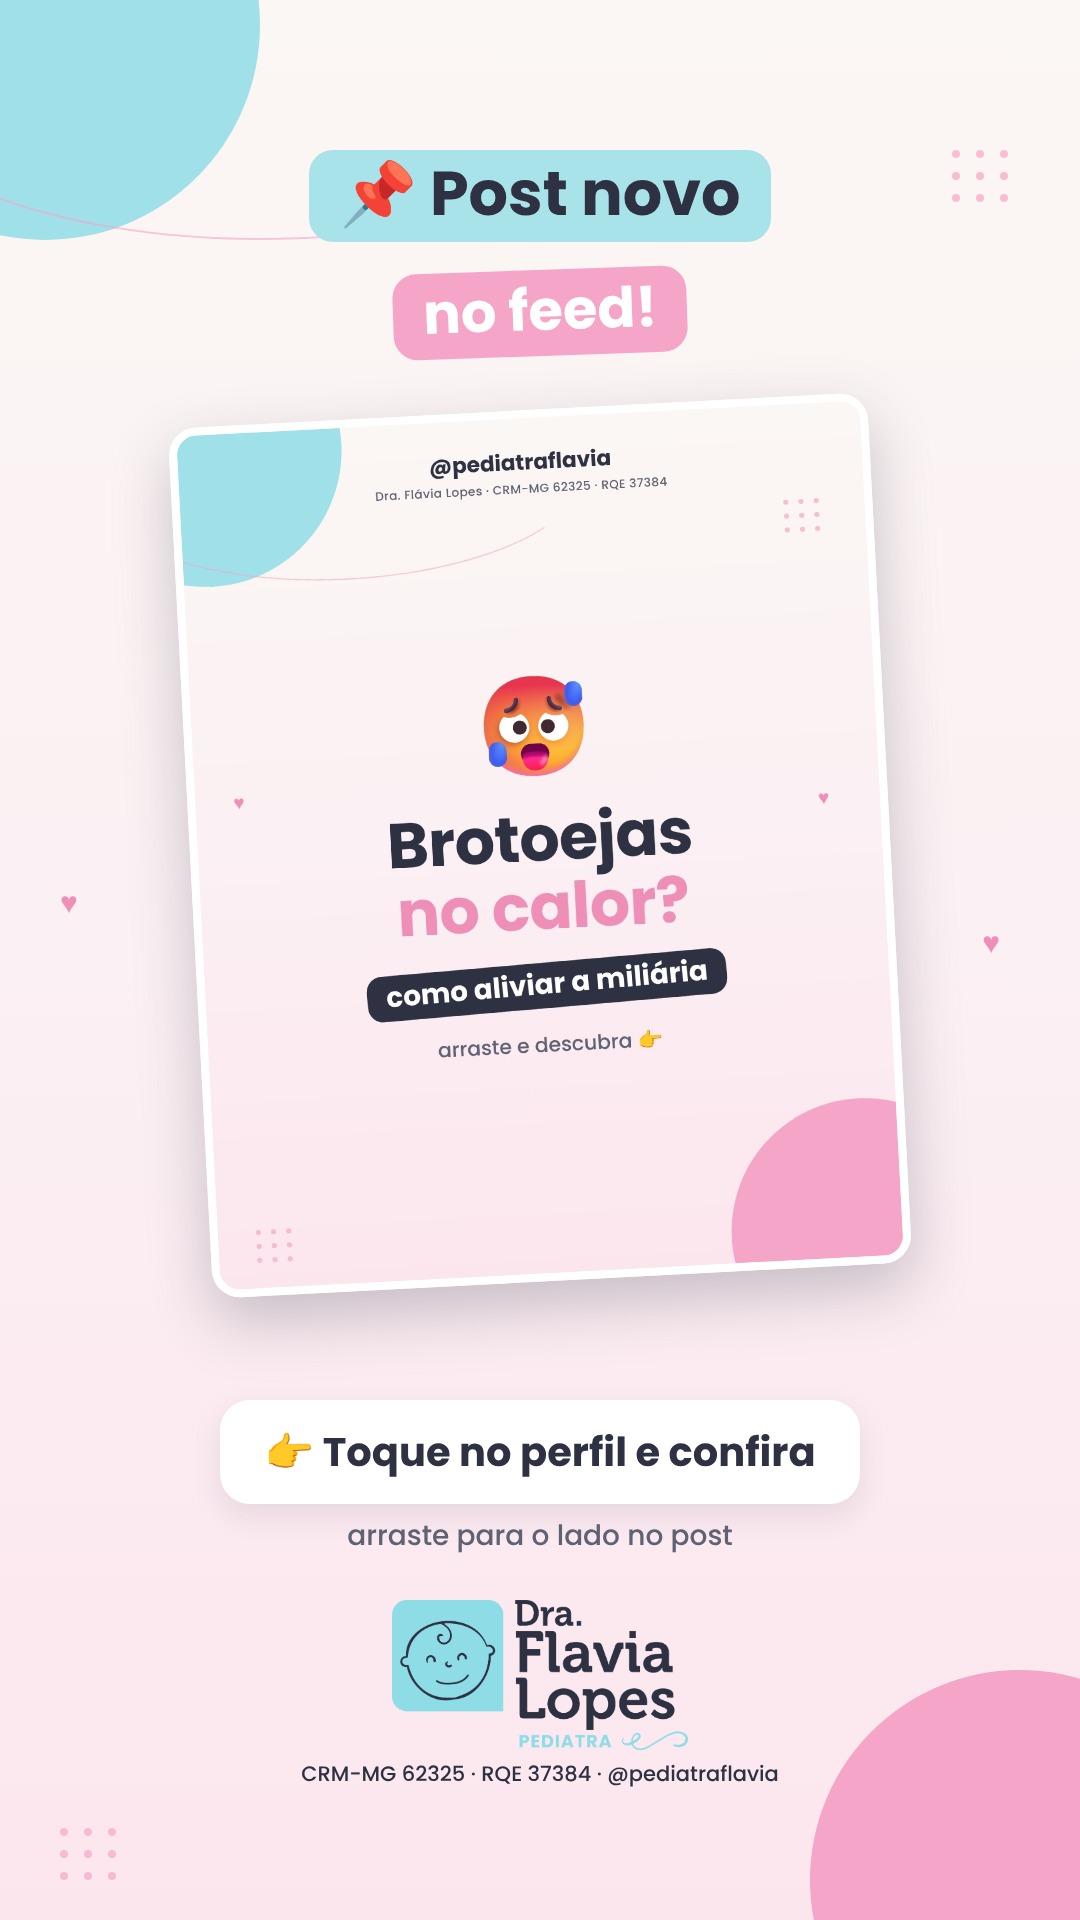 📌 Post novo
no feed!
@pediatraflavia
Dra. Flávia Lopes · CRM-MG 62325 · RQE 37384
Brotoejas
no calor?
como aliviar a miliária
arraste e descubra 👉
👉 Toque no perfil e confira
arraste para o lado no post
Dra.
Flavia
Lopes
PEDIATRA
CRM-MG 62325 · RQE 37384 · @pediatraflavia